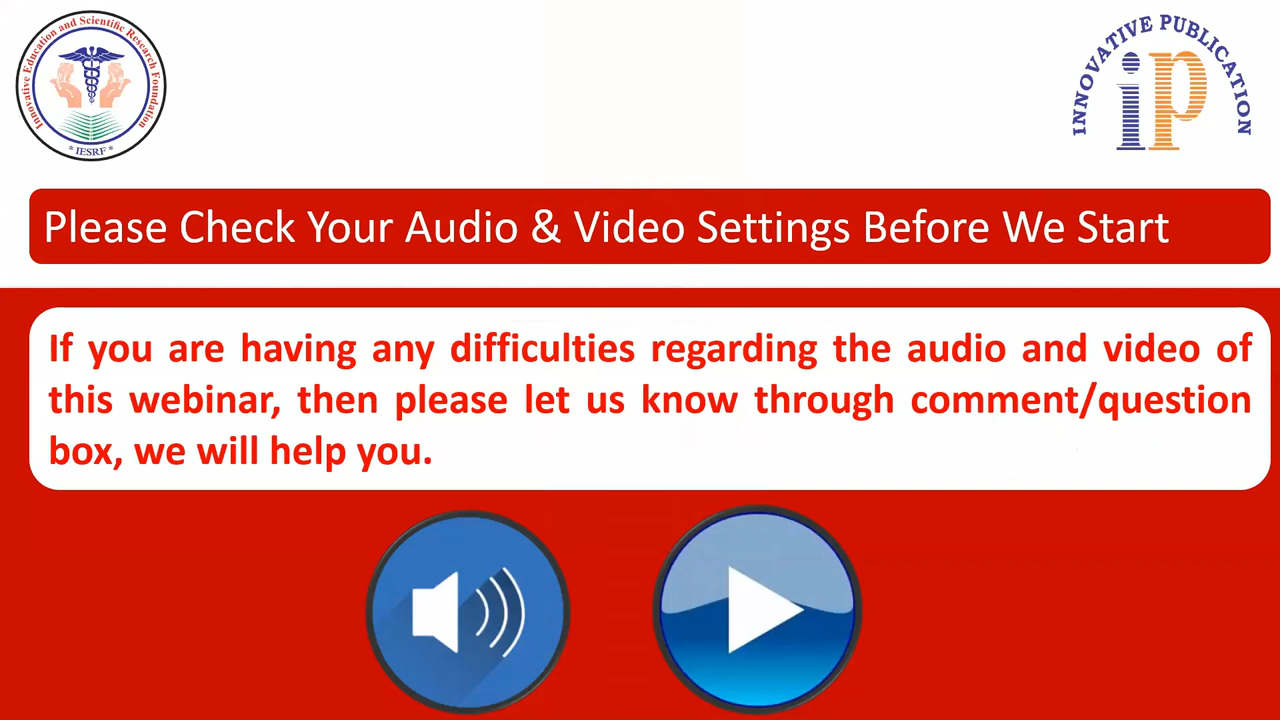 Innovative Education and Scientific Research Foundation
* IESRF *
INNOVATIVE PUBLICATION
ip
Please Check Your Audio & Video Settings Before We Start
If you are having any difficulties regarding the audio and video of
this webinar, then please let us know through comment/question
box, we will help you.